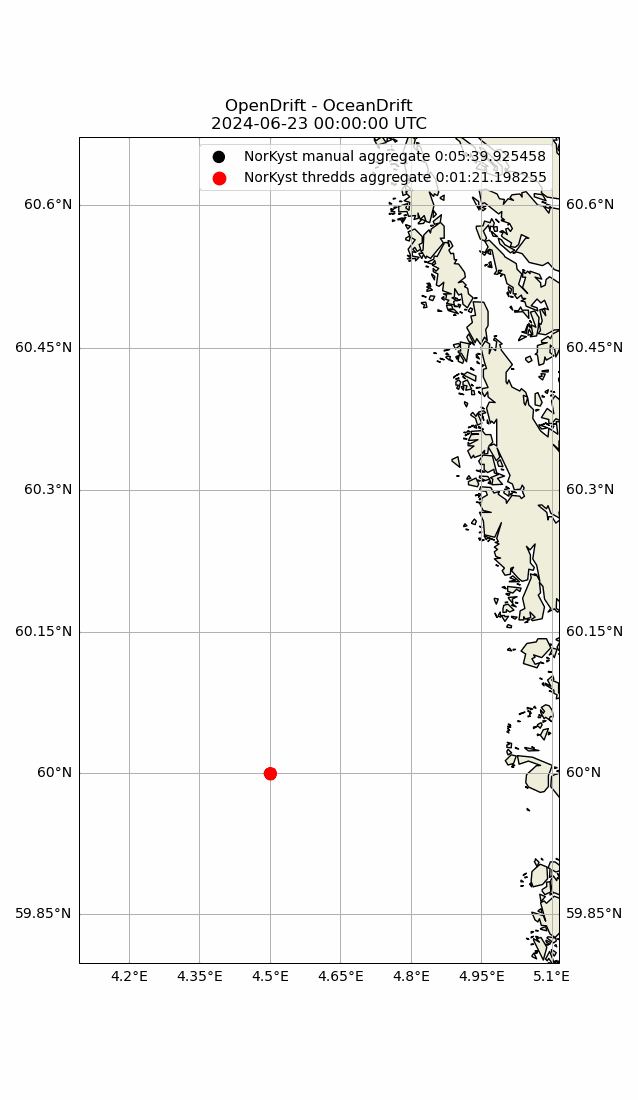 OpenDrift - OceanDrift
2024-06-23 00:00:00 UTC
NorKyst manual aggregate 0:05:39.925458
NorKyst thredds aggregate 0:01:21.198255
60.6°N 60.6°N
60.45°N 60.45°N
60.3°N 60.3°N
60.15°N 60.15°N
60°N 60°N
59.85°N 59.85°N
4.2°E 4.35°E 4.5°E 4.65°E 4.8°E 4.95°E 5.1°E